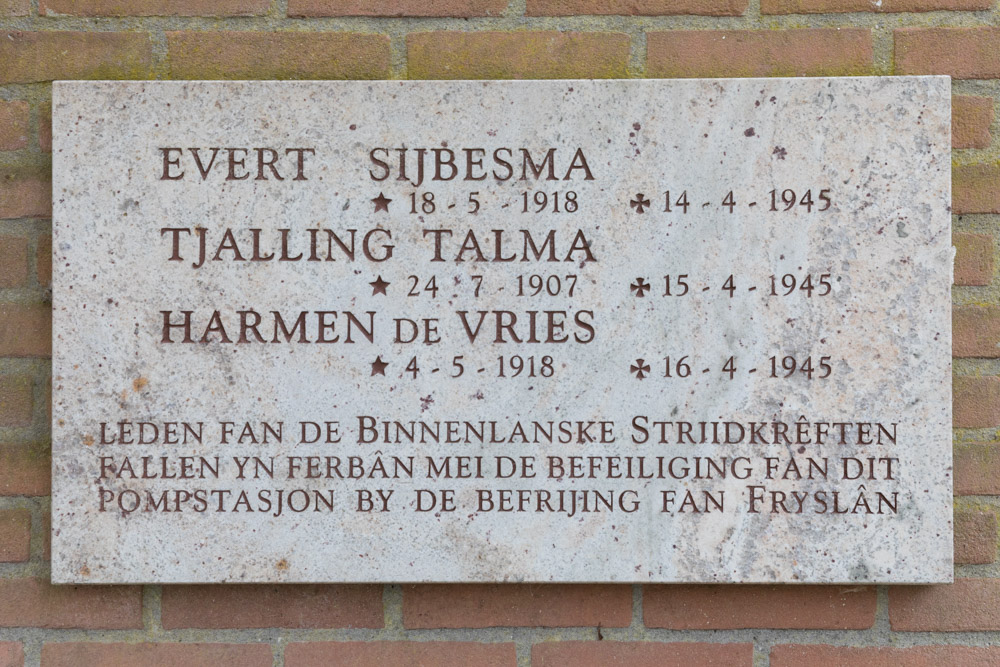 EVERT SIJBESMA
★ 18 - 5 - 1918 ✠ 14 - 4 - 1945
TJALLING TALMA
★ 24 - 7 - 1907 ✠ 15 - 4 - 1945
HARMEN DE VRIES
★ 4 - 5 - 1918 ✠ 16 - 4 - 1945
LEDEN FAN DE BINNENLANSKE STRIIDKRÊFTEN
FALLEN YN FERBÂN MEI DE BEFEILIGING FAN DIT
POMPSTASJON BY DE BEFRIJING FAN FRYSLÂN